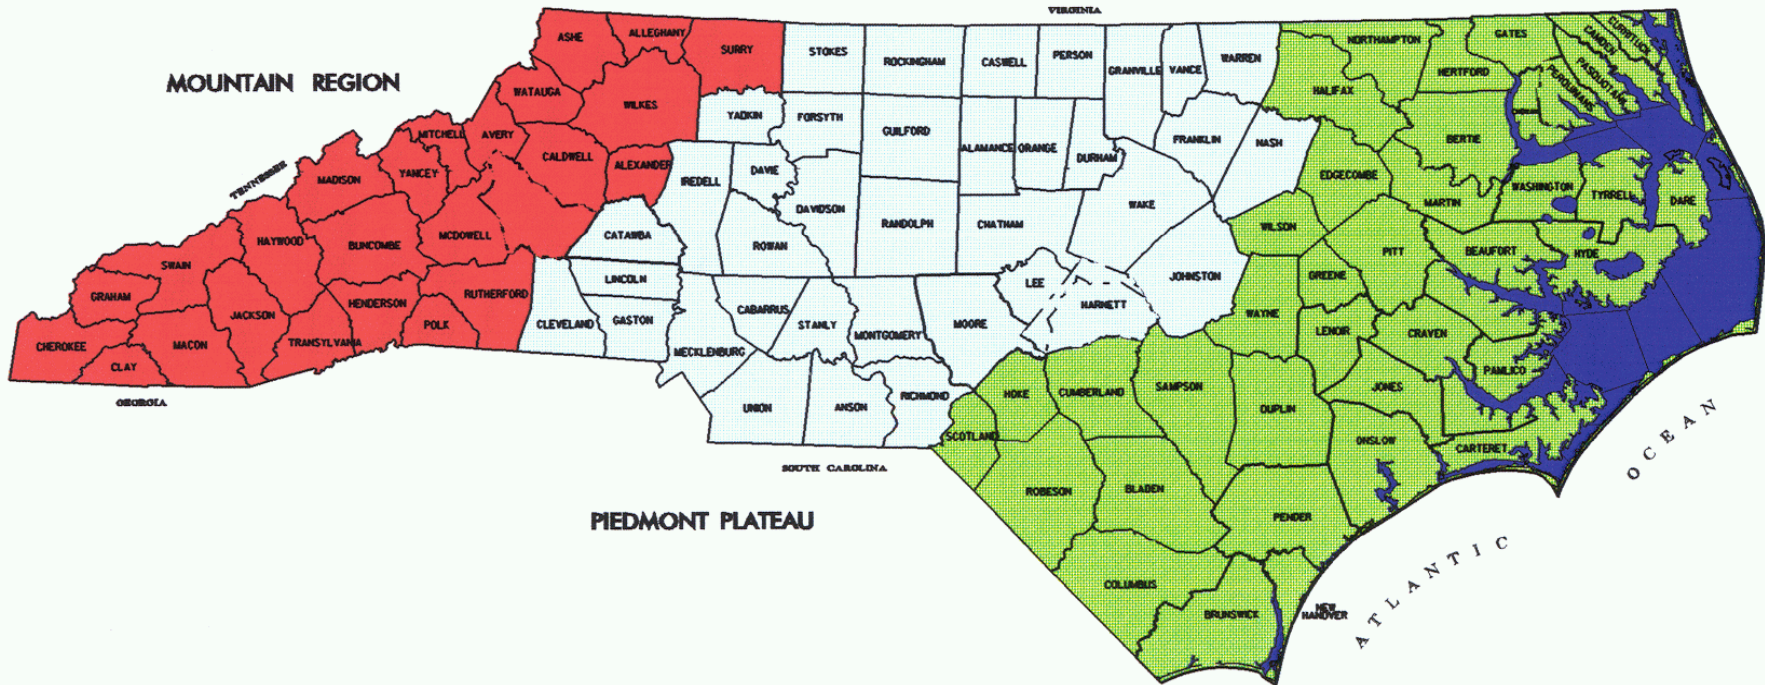 VIRGINIA
ASHE
ALLEGHANY
SURRY
STOKES
ROCKINGHAM
CASWELL
PERSON
GRANVILLE
VANCE
WARREN
NORTHAMPTON
GATES
CURRITUCK
CAMDEN
PASQUOTANK
PERQUIMANS
HERTFORD
HALIFAX
MOUNTAIN REGION
WATAUGA
WILKES
YADKIN
FORSYTH
GUILFORD
ALAMANCE
ORANGE
DURHAM
FRANKLIN
NASH
BERTIE
MITCHELL
AVERY
CALDWELL
ALEXANDER
IREDELL
DAVIE
TENNESSEE
MADISON
YANCEY
EDGECOMBE
MARTIN
WASHINGTON
TYRRELL
DARE
DAVIDSON
RANDOLPH
CHATHAM
WAKE
WILSON
PITT
BEAUFORT
HYDE
HAYWOOD
BUNCOMBE
MCDOWELL
CATAWBA
ROWAN
SWAIN
LINCOLN
LEE
JOHNSTON
GREENE
GRAHAM
JACKSON
HENDERSON
RUTHERFORD
CLEVELAND
GASTON
CABARRUS
STANLY
MONTGOMERY
MOORE
HARNETT
WAYNE
LENOIR
CRAVEN
CHEROKEE
CLAY
MACON
TRANSYLVANIA
POLK
MECKLENBURG
PAMLICO
GEORGIA
UNION
ANSON
RICHMOND
HOKE
CUMBERLAND
SAMPSON
DUPLIN
JONES
SCOTLAND
ONSLOW
CARTERET
SOUTH CAROLINA
ROBESON
BLADEN
PENDER
PIEDMONT PLATEAU
COLUMBUS
BRUNSWICK
NEW
HANOVER
ATLANTIC OCEAN